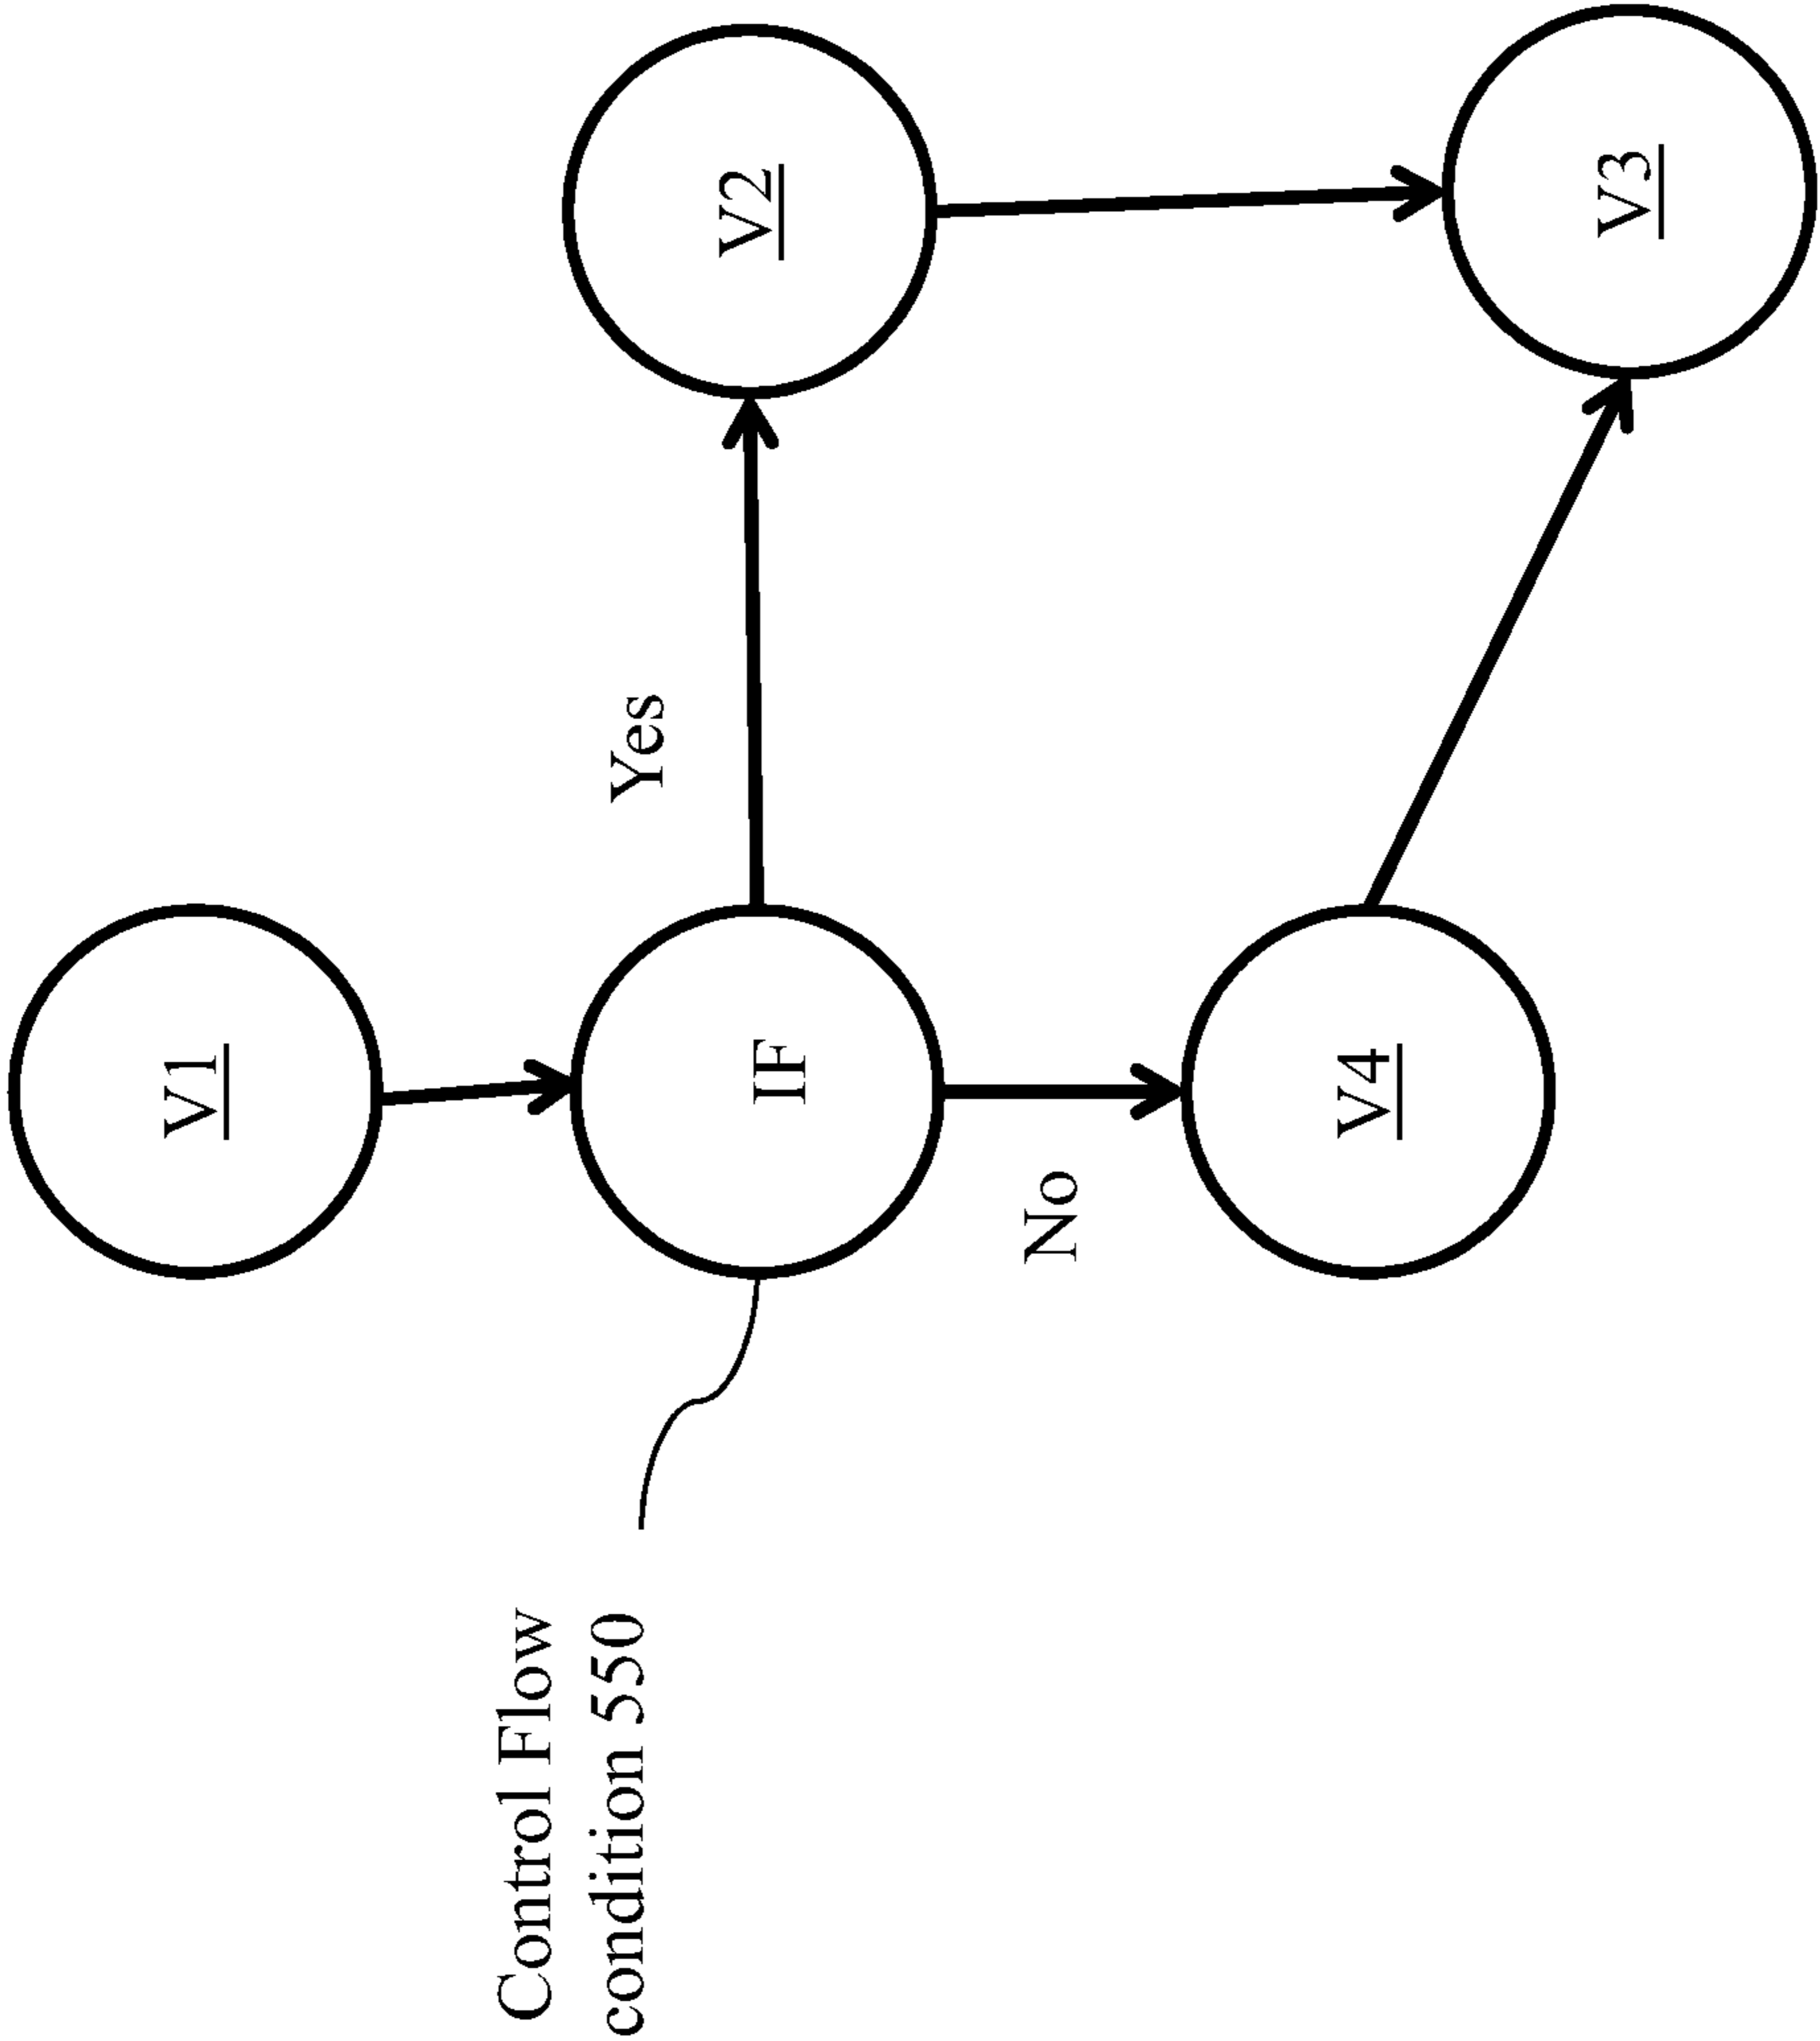 V1
Control Flow
condition 550
IF
Yes
V2
No
V4
V3